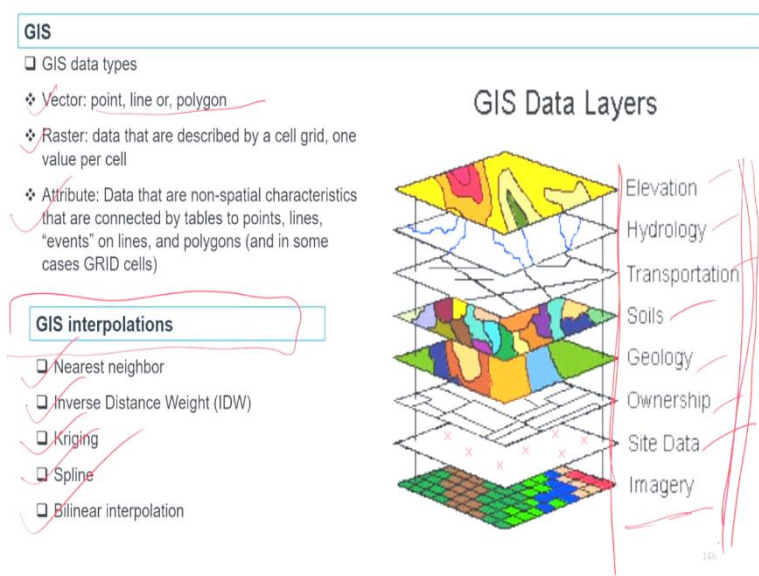 GIS
❑ GIS data types
❖ Vector: point, line or, polygon
❖ Raster: data that are described by a cell grid, one
value per cell
❖ Attribute: Data that are non-spatial characteristics
that are connected by tables to points, lines,
“events” on lines, and polygons (and in some
cases GRID cells)
GIS interpolations
❑ Nearest neighbor
❑ Inverse Distance Weight (IDW)
❑ Kriging
❑ Spline
❑ Bilinear interpolation
GIS Data Layers
Elevation
Hydrology
Transportation
Soils
Geology
Ownership
Site Data
Imagery
146